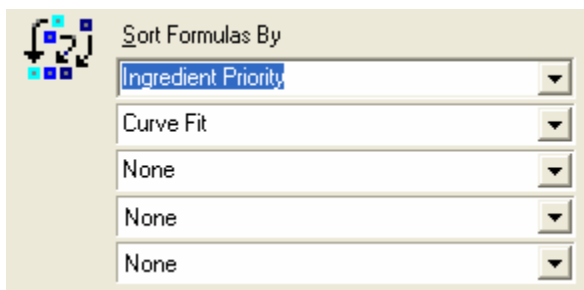 Sort Formulas By
Ingredient Priority
Curve Fit
None
None
None